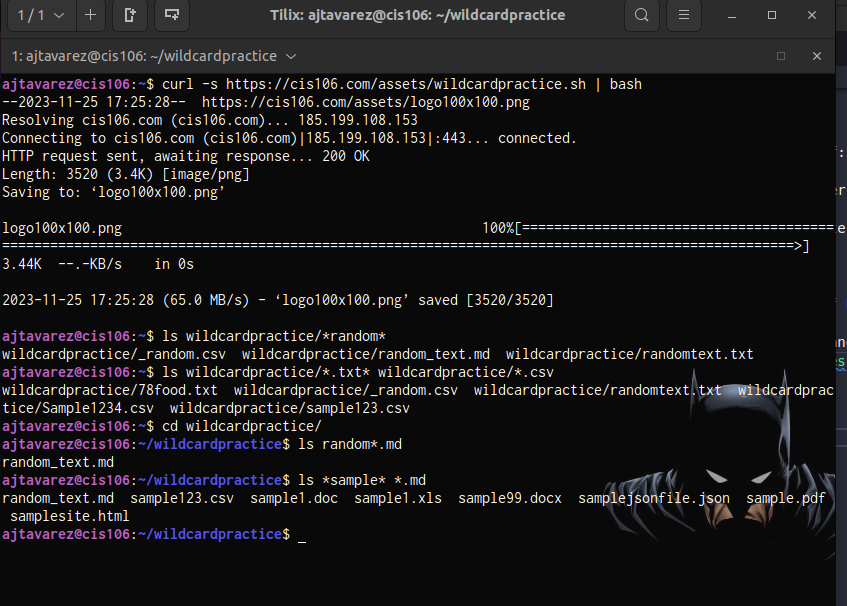 1 / 1
Tilix: ajtavarez@cis106: ~/wildcardpractice
1: ajtavarez@cis106: ~/wildcardpractice
ajtavarez@cis106:~$ curl -s https://cis106.com/assets/wildcardpractice.sh | bash
--2023-11-25 17:25:28--  https://cis106.com/assets/logo100x100.png
Resolving cis106.com (cis106.com)... 185.199.108.153
Connecting to cis106.com (cis106.com)|185.199.108.153|:443... connected.
HTTP request sent, awaiting response... 200 OK
Length: 3520 (3.4K) [image/png]
Saving to: ‘logo100x100.png’
logo100x100.png                                             100%[=======================================
===================================================================================================>]
3.44K  --.-KB/s    in 0s
2023-11-25 17:25:28 (65.0 MB/s) - ‘logo100x100.png’ saved [3520/3520]
ajtavarez@cis106:~$ ls wildcardpractice/*random*
wildcardpractice/_random.csv  wildcardpractice/random_text.md  wildcardpractice/randomtext.txt
ajtavarez@cis106:~$ ls wildcardpractice/*.txt* wildcardpractice/*.csv
wildcardpractice/78food.txt  wildcardpractice/_random.csv  wildcardpractice/randomtext.txt  wildcardprac
tice/Sample1234.csv  wildcardpractice/sample123.csv
ajtavarez@cis106:~$ cd wildcardpractice/
ajtavarez@cis106:~/wildcardpractice$ ls random*.md
random_text.md
ajtavarez@cis106:~/wildcardpractice$ ls *sample* *.md
random_text.md  sample123.csv  sample1.doc  sample1.xls  sample99.docx  samplejsonfile.json  sample.pdf
 samplesite.html
ajtavarez@cis106:~/wildcardpractice$ _